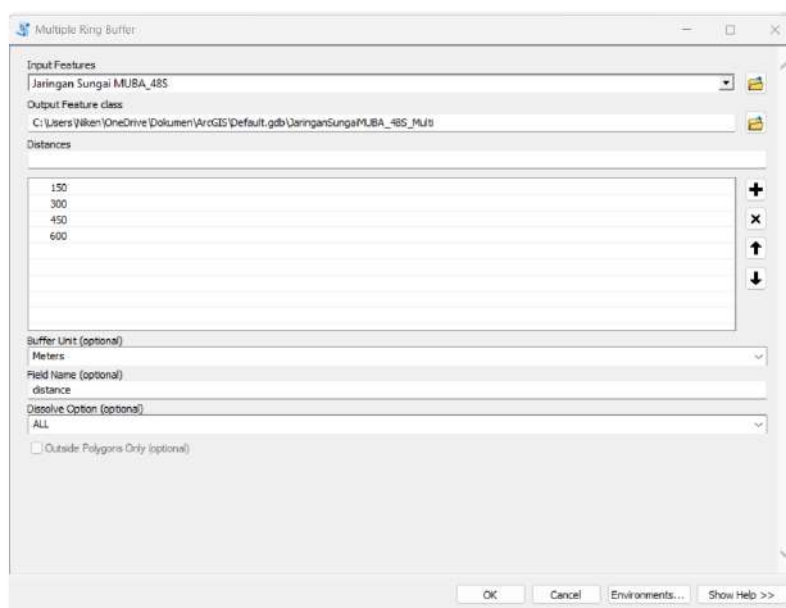 Multiple Ring Buffer
Input Features
Jaringan Sungai MUBA_48S
Output Feature class
C:\Users\Niken\OneDrive\Dokumen\ArcGIS\Default.gdb\JaringanSungaiMUBA_48S_Multi
Distances
150
300
450
600
Buffer Unit (optional)
Meters
Field Name (optional)
distance
Dissolve Option (optional)
ALL
Outside Polygons Only (optional)
OK Cancel Environments... Show Help >>